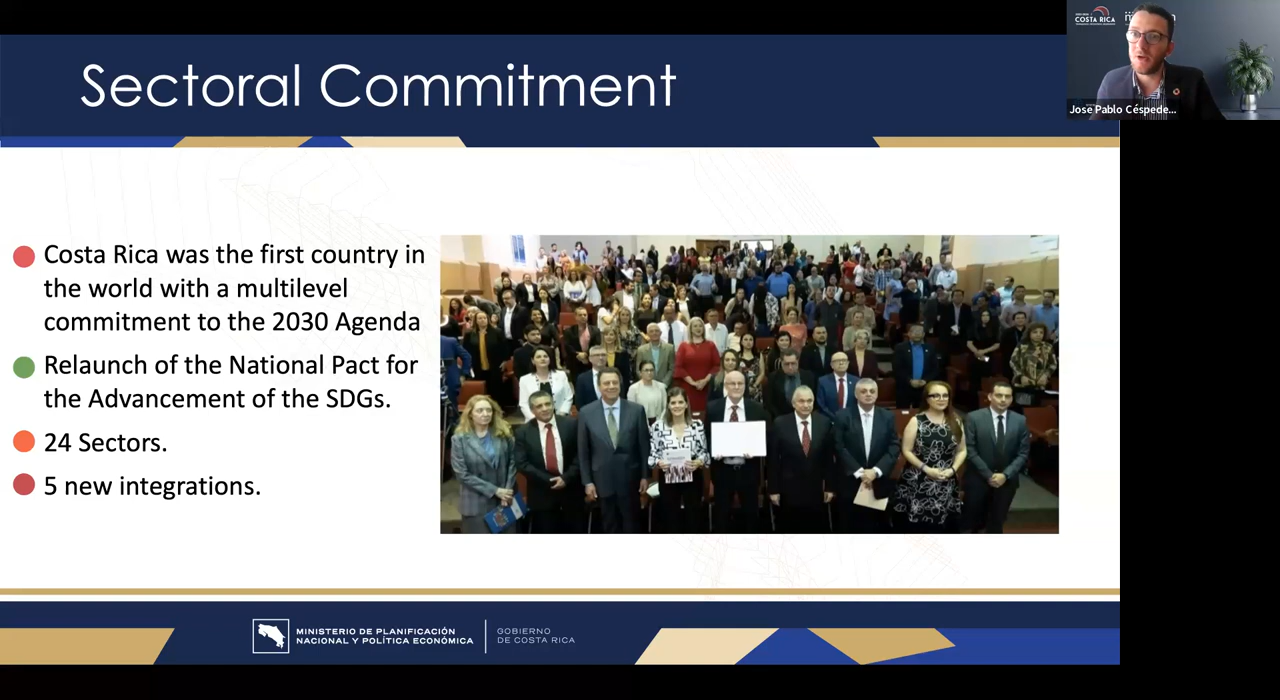 Sectoral Commitment
COSTA RICA
José Pablo Céspede...
Costa Rica was the first country in
the world with a multilevel
commitment to the 2030 Agenda
Relaunch of the National Pact for
the Advancement of the SDGs.
24 Sectors.
5 new integrations.
MINISTERIO DE PLANIFICACIÓN
NACIONAL Y POLÍTICA ECONÓMICA
GOBIERNO
DE COSTA RICA